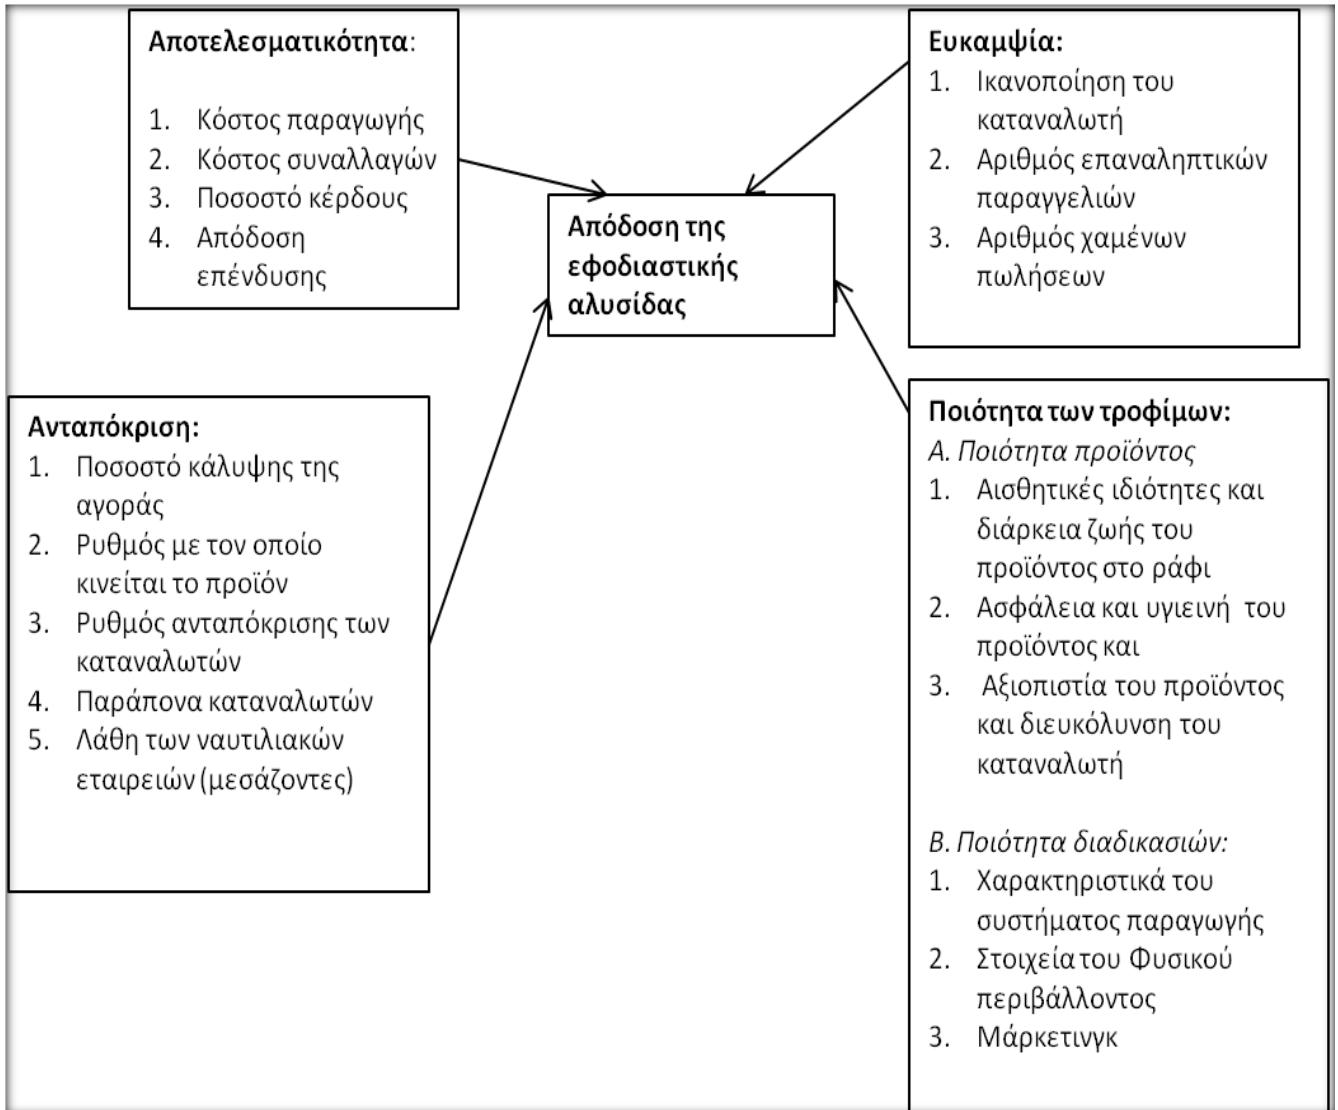 Αποτελεσματικότητα:
1. Κόστος παραγωγής
2. Κόστος συναλλαγών
3. Ποσοστό κέρδους
4. Απόδοση
επένδυσης
Ευκαμψία:
1. Ικανοποίηση του
καταναλωτή
2. Αριθμός επαναληπτικών
παραγγελιών
3. Αριθμός χαμένων
πωλήσεων
Απόδοση της
εφοδιαστικής
αλυσίδας
Ανταπόκριση:
1. Ποσοστό κάλυψης της
αγοράς
2. Ρυθμός με τον οποίο
κινείται το προϊόν
3. Ρυθμός ανταπόκρισης των
καταναλωτών
4. Παράπονα καταναλωτών
5. Λάθη των ναυτιλιακών
εταιρειών (μεσάζοντες)
Ποιότητα των τροφίμων:
Α. Ποιότητα προϊόντος
1. Αισθητικές ιδιότητες και
διάρκεια ζωής του
προϊόντος στο ράφι
2. Ασφάλεια και υγιεινή του
προϊόντος και
3. Αξιοπιστία του προϊόντος
και διευκόλυνση του
καταναλωτή
Β. Ποιότητα διαδικασιών:
1. Χαρακτηριστικά του
συστήματος παραγωγής
2. Στοιχεία του Φυσικού
περιβάλλοντος
3. Μάρκετινγκ